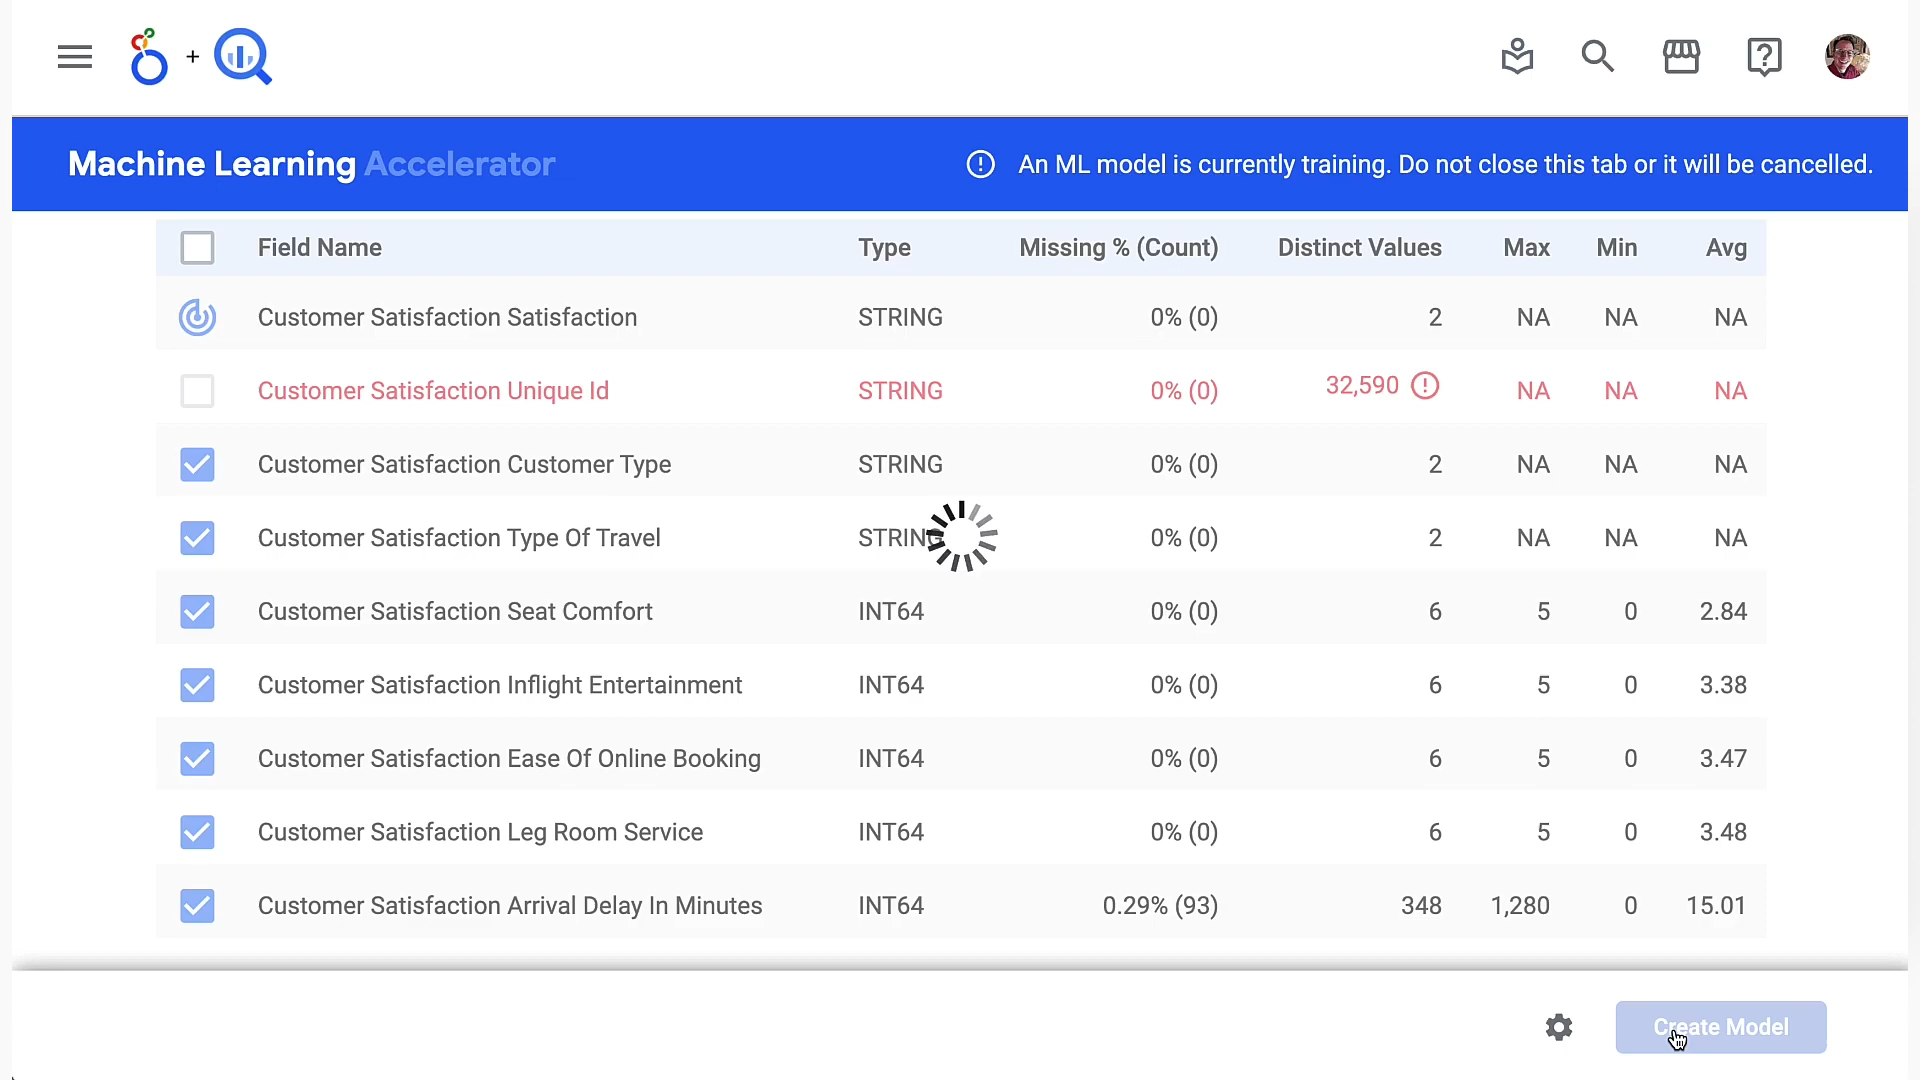 +
Machine Learning Accelerator
An ML model is currently training. Do not close this tab or it will be cancelled.
Field Name Type Missing % (Count) Distinct Values Max Min Avg
Customer Satisfaction Satisfaction STRING 0% (0) 2 NA NA NA
Customer Satisfaction Unique Id STRING 0% (0) 32,590 NA NA NA
Customer Satisfaction Customer Type STRING 0% (0) 2 NA NA NA
Customer Satisfaction Type Of Travel STRING 0% (0) 2 NA NA NA
Customer Satisfaction Seat Comfort INT64 0% (0) 6 5 0 2.84
Customer Satisfaction Inflight Entertainment INT64 0% (0) 6 5 0 3.38
Customer Satisfaction Ease Of Online Booking INT64 0% (0) 6 5 0 3.47
Customer Satisfaction Leg Room Service INT64 0% (0) 6 5 0 3.48
Customer Satisfaction Arrival Delay In Minutes INT64 0.29% (93) 348 1,280 0 15.01
Create Model